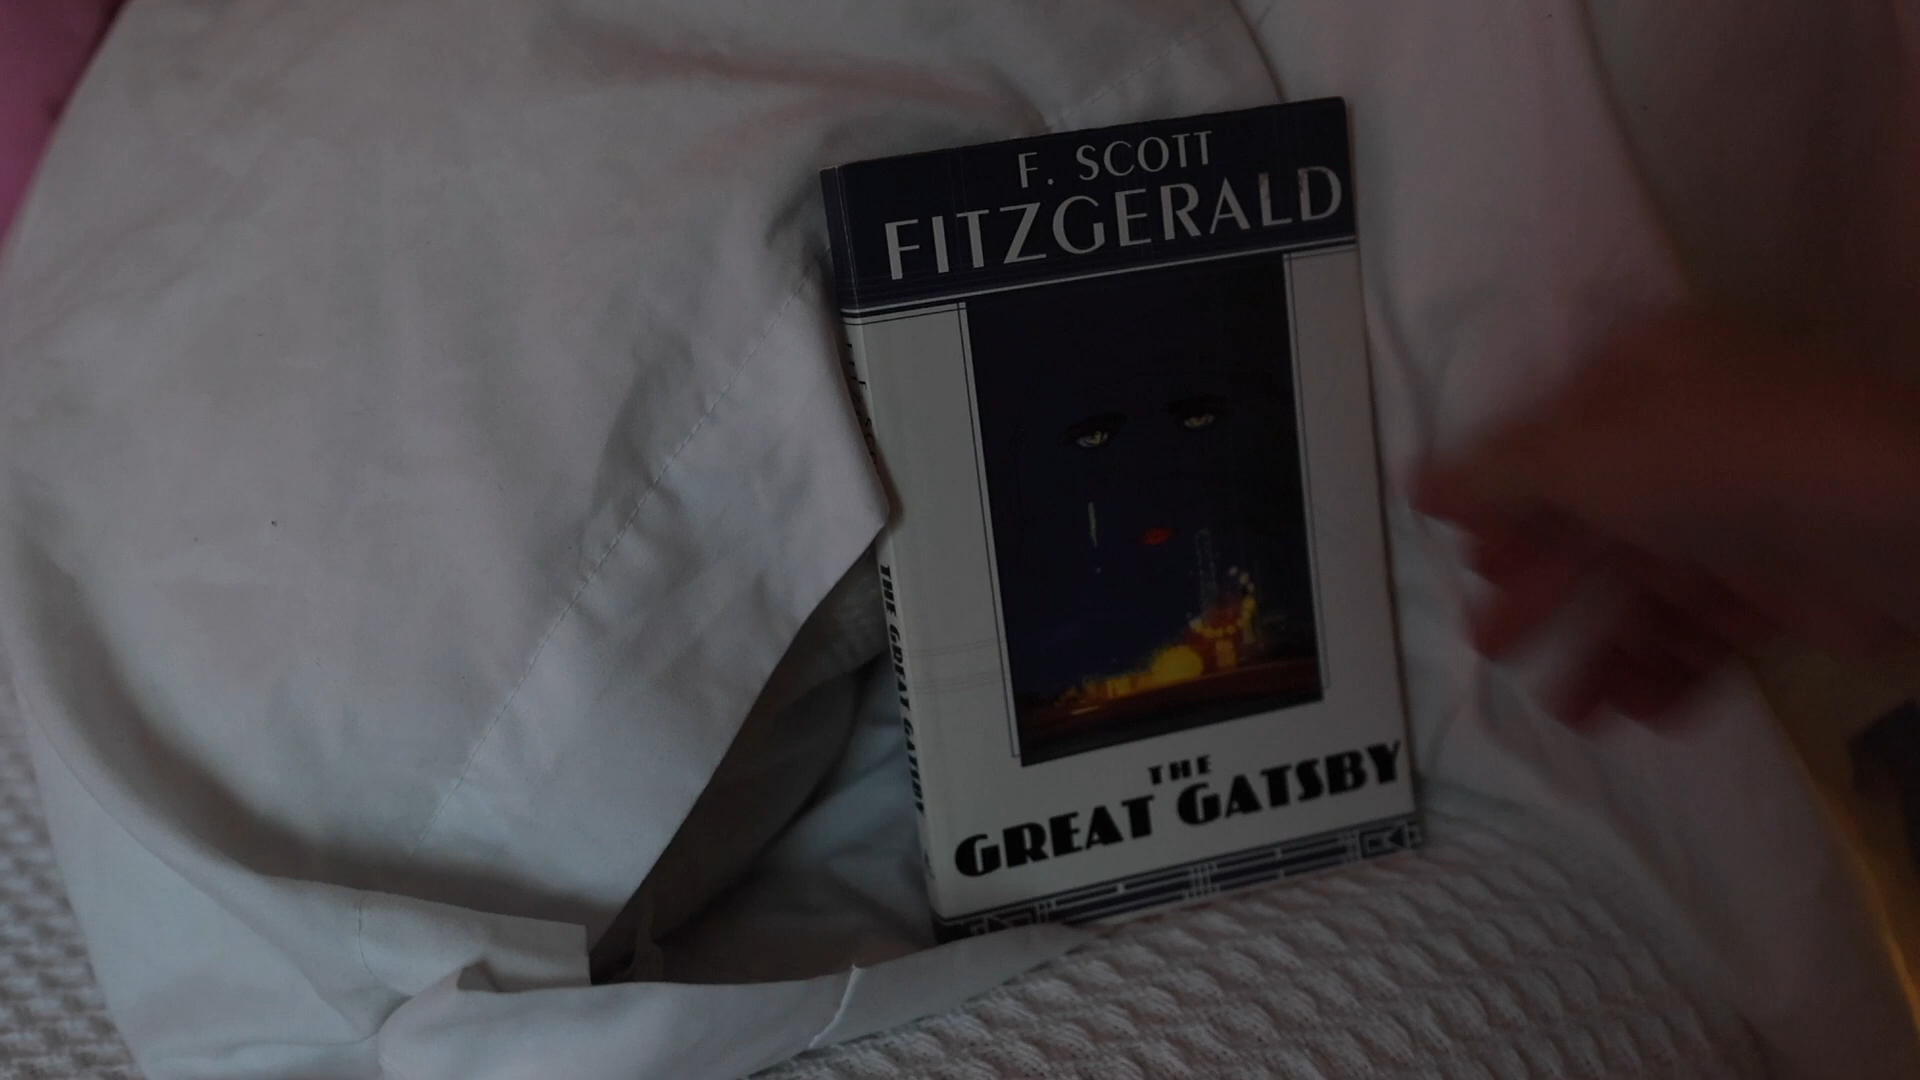 F. SCOTT
FITZGERALD
THE
GREAT GATSBY
THE GREAT GATSBY